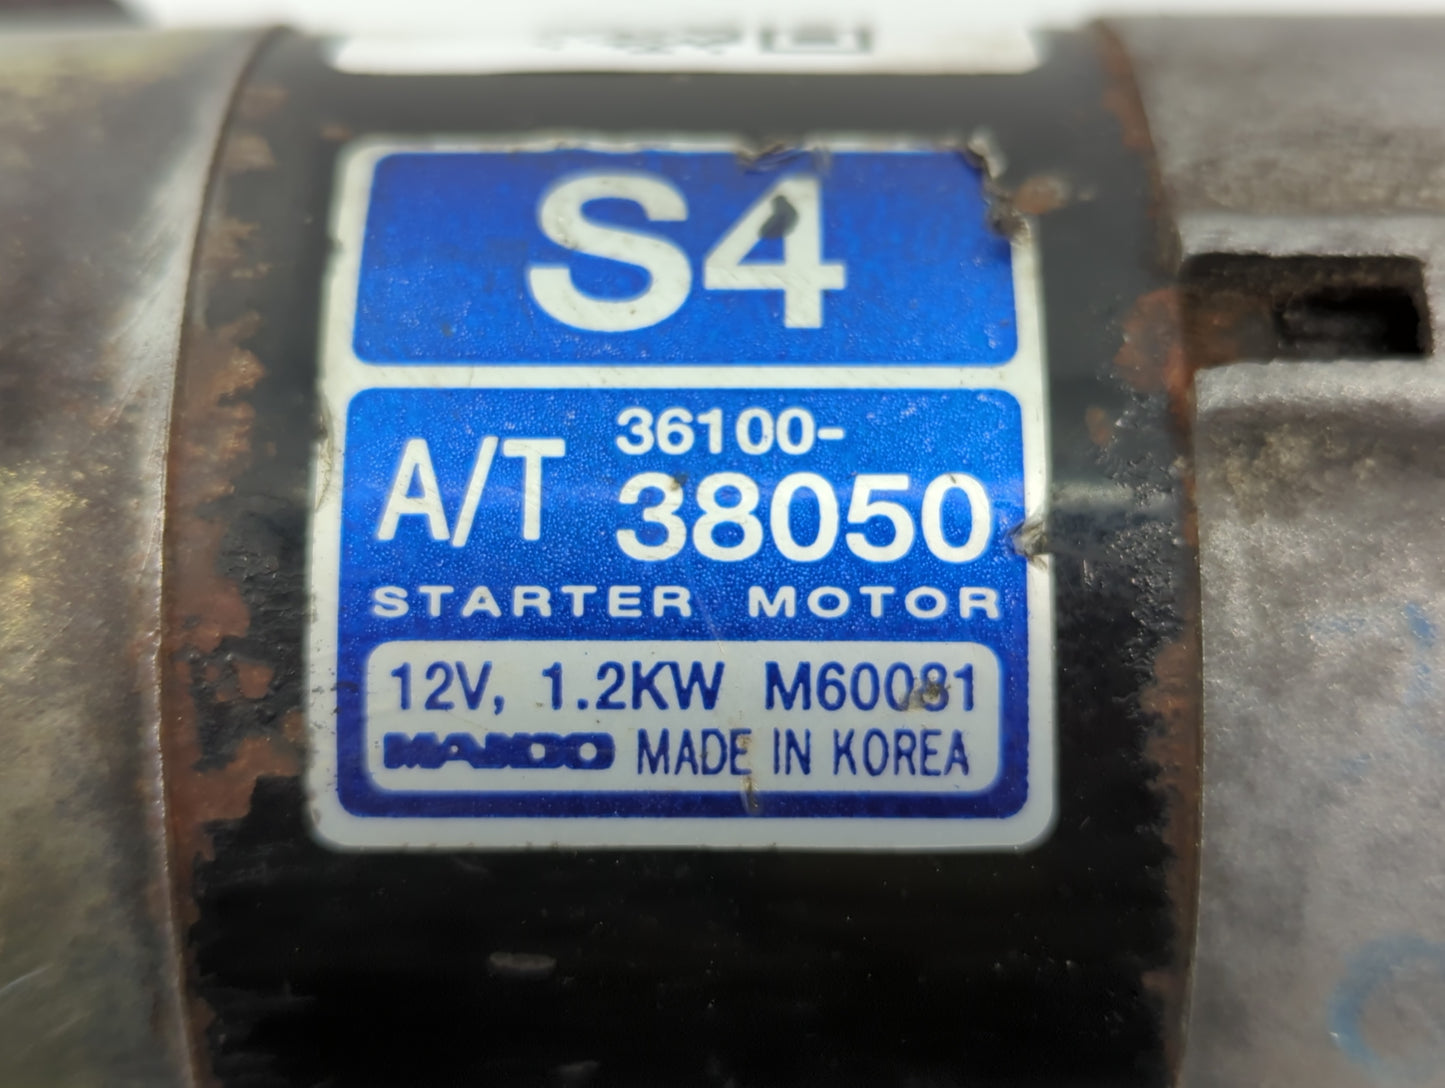 S4
A/T 36100-
38050
STARTER MOTOR
12V, 1.2KW M60081
MANDO MADE IN KOREA